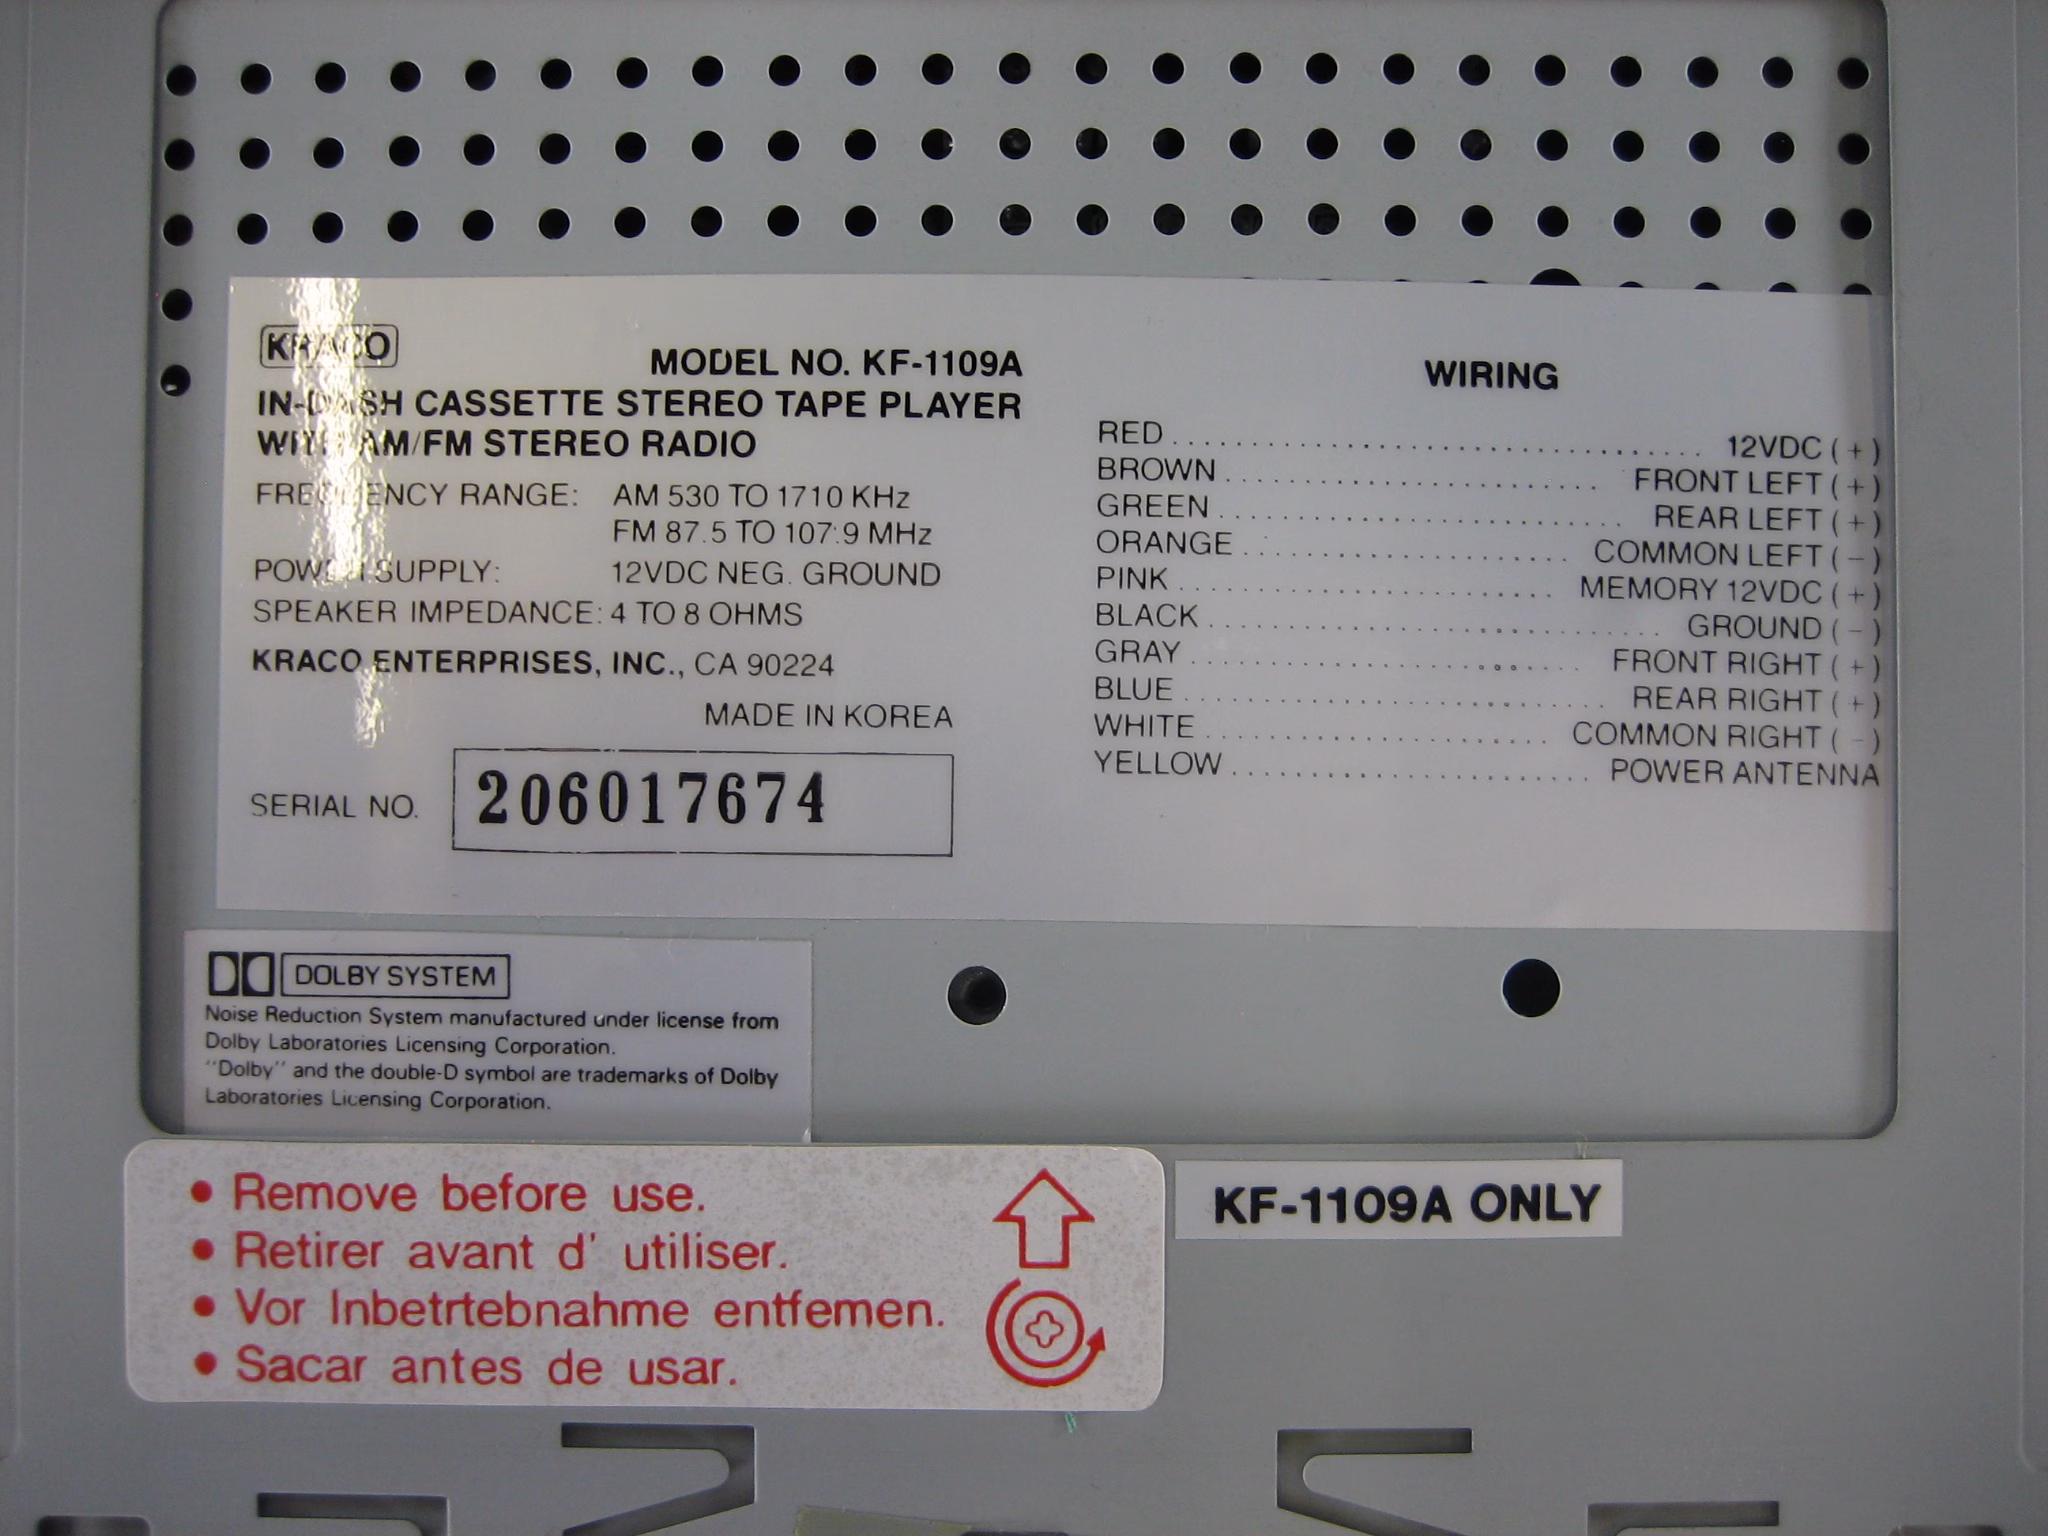 KRACO
MODEL NO. KF-1109A
IN-DASH CASSETTE STEREO TAPE PLAYER
WITH AM/FM STEREO RADIO
FREQUENCY RANGE: AM 530 TO 1710 KHz
FM 87.5 TO 107.9 MHz
POWER SUPPLY: 12VDC NEG. GROUND
SPEAKER IMPEDANCE: 4 TO 8 OHMS
KRACO ENTERPRISES, INC., CA 90224
MADE IN KOREA
SERIAL NO. 206017674
WIRING
RED 12VDC (+)
BROWN FRONT LEFT (+)
GREEN REAR LEFT (+)
ORANGE COMMON LEFT (-)
PINK MEMORY 12VDC (+)
BLACK GROUND (-)
GRAY FRONT RIGHT (+)
BLUE REAR RIGHT (+)
WHITE COMMON RIGHT (-)
YELLOW POWER ANTENNA
DOLBY SYSTEM
Noise Reduction System manufactured under license from
Dolby Laboratories Licensing Corporation.
"Dolby" and the double-D symbol are trademarks of Dolby
Laboratories Licensing Corporation.
• Remove before use.
• Retirer avant d' utiliser.
• Vor Inbetrtebnahme entfemen.
• Sacar antes de usar.
KF-1109A ONLY